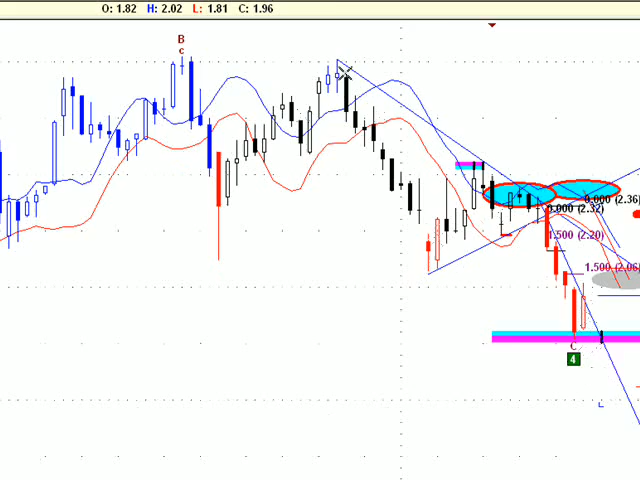 O: 1.82 H: 2.02 L: 1.81 C: 1.96
B
c
0.000 (2.36)
0.000 (2.32)
1.500 (2.20)
1.500 (2.06)
C
4
L